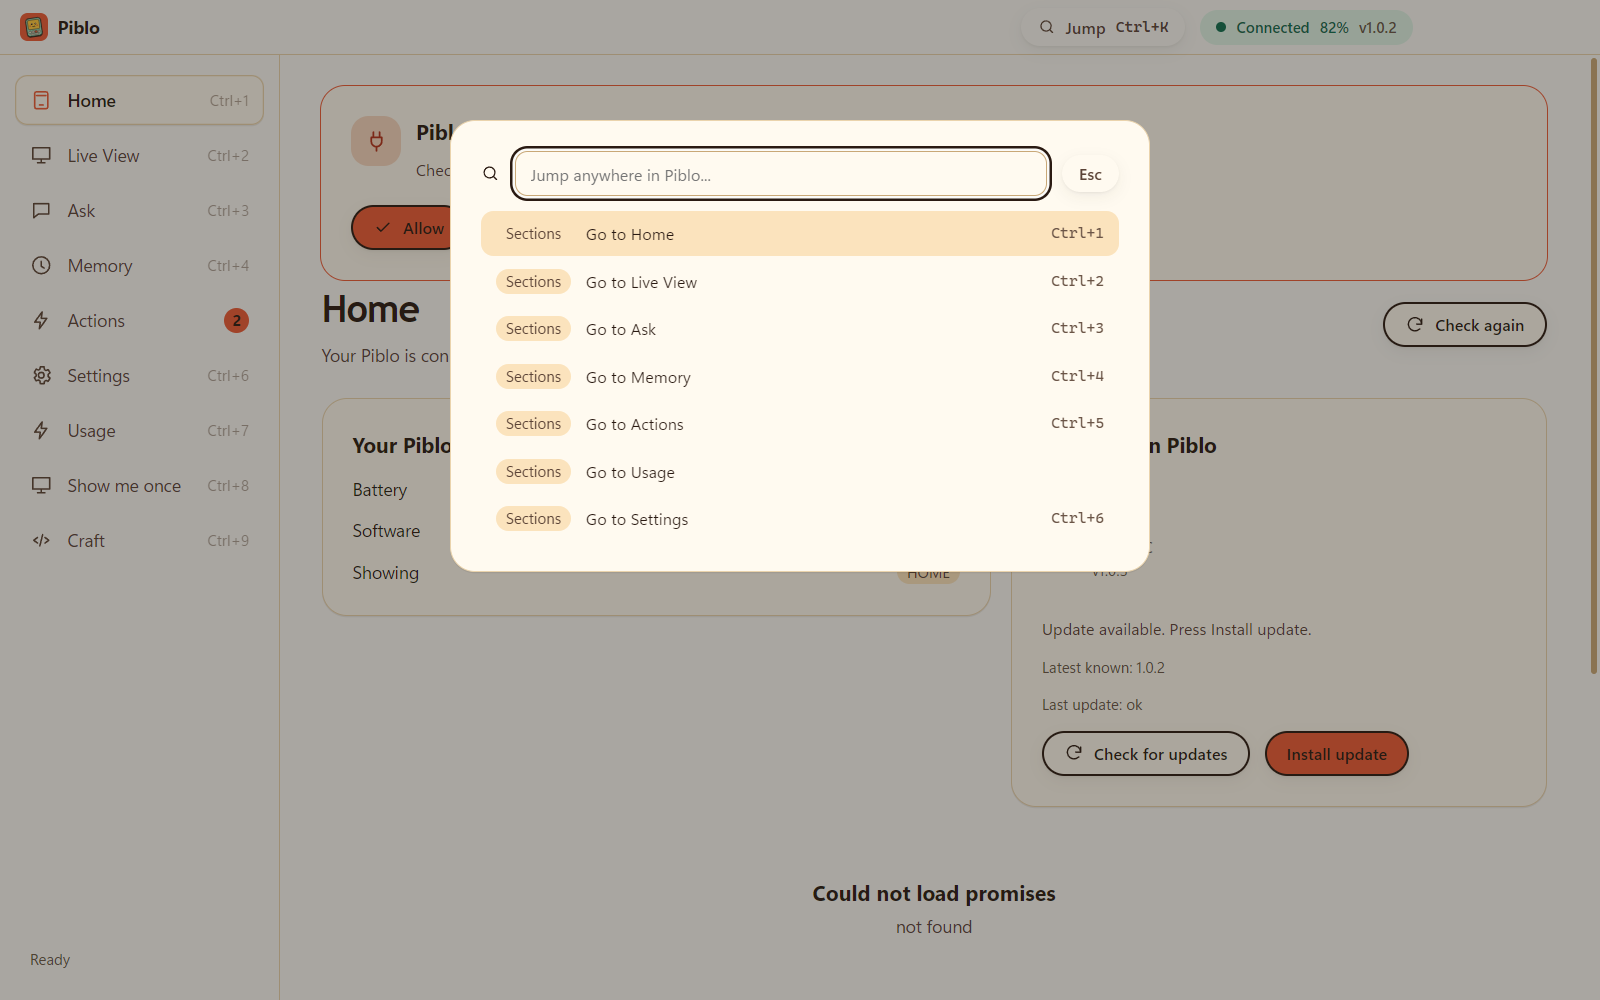 Piblo
Jump Ctrl+K
Connected 82% v1.0.2
Home Ctrl+1
Live View Ctrl+2
Ask Ctrl+3
Memory Ctrl+4
Actions 2
Settings Ctrl+6
Usage Ctrl+7
Show me once Ctrl+8
Craft Ctrl+9
Ready
Allow
Home
Check again
Your Piblo is con
Your Piblo
Battery
Software
Showing HOME
n Piblo
v1.0.3
Update available. Press Install update.
Latest known: 1.0.2
Last update: ok
Check for updates
Install update
Could not load promises
not found
Jump anywhere in Piblo...
Esc
Sections Go to Home Ctrl+1
Sections Go to Live View Ctrl+2
Sections Go to Ask Ctrl+3
Sections Go to Memory Ctrl+4
Sections Go to Actions Ctrl+5
Sections Go to Usage
Sections Go to Settings Ctrl+6